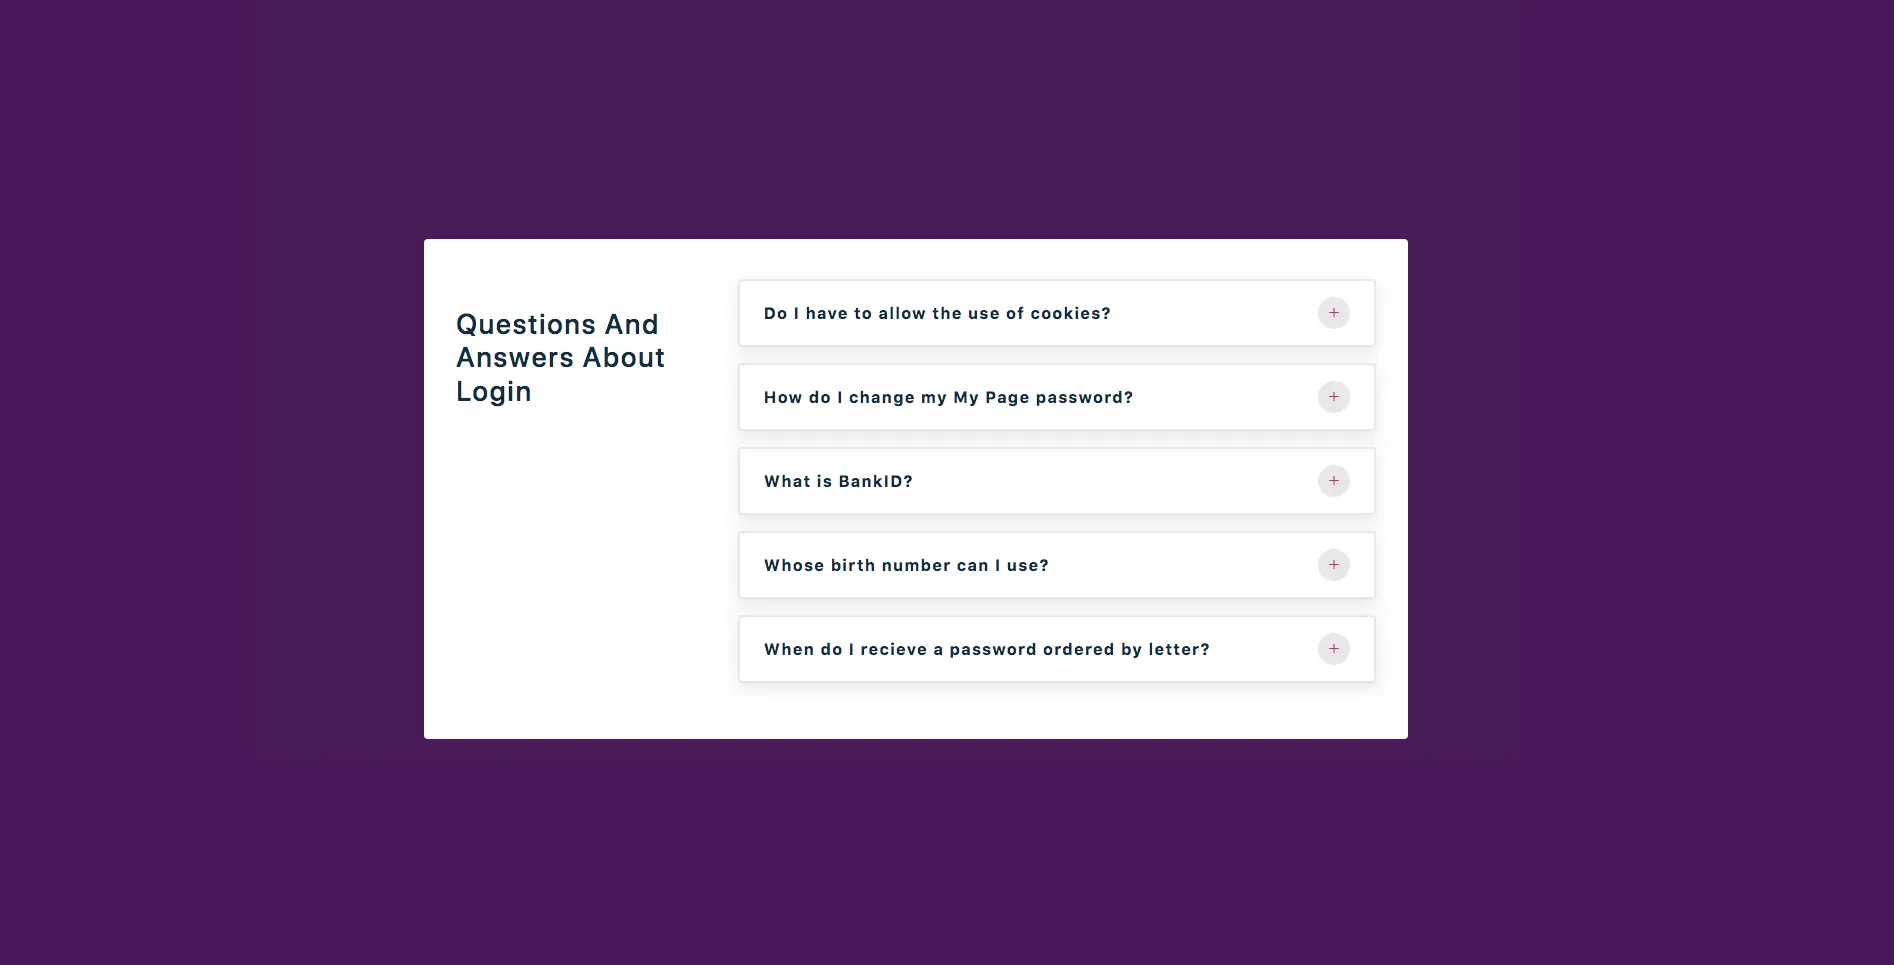 Questions And
Answers About
Login
Do I have to allow the use of cookies?
+
How do I change my My Page password?
+
What is BankID?
+
Whose birth number can I use?
+
When do I recieve a password ordered by letter?
+